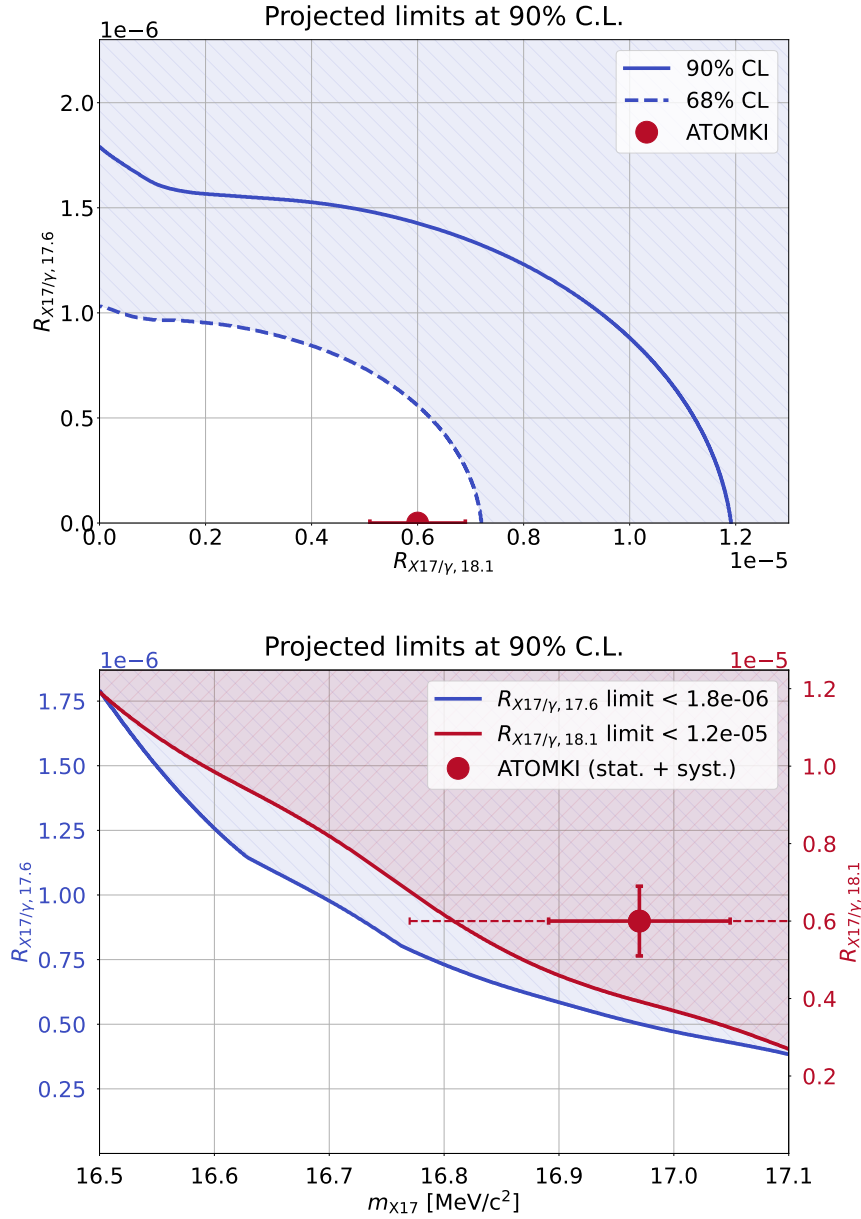 Projected limits at 90% C.L.
1e−6
90% CL
68% CL
ATOMKI
R_{X17/γ, 17.6}
2.0
1.5
1.0
0.5
0.0
0.0 0.2 0.4 0.6 0.8 1.0 1.2
R_{X17/γ, 18.1}
1e−5
Projected limits at 90% C.L.
1e−6
1e−5
R_{X17/γ, 17.6} limit < 1.8e-06
R_{X17/γ, 18.1} limit < 1.2e-05
ATOMKI (stat. + syst.)
R_{X17/γ, 17.6}
1.75
1.50
1.25
1.00
0.75
0.50
0.25
1.2
1.0
0.8
0.6
0.4
0.2
R_{X17/γ, 18.1}
16.5 16.6 16.7 16.8 16.9 17.0 17.1
m_{X17} [MeV/c²]